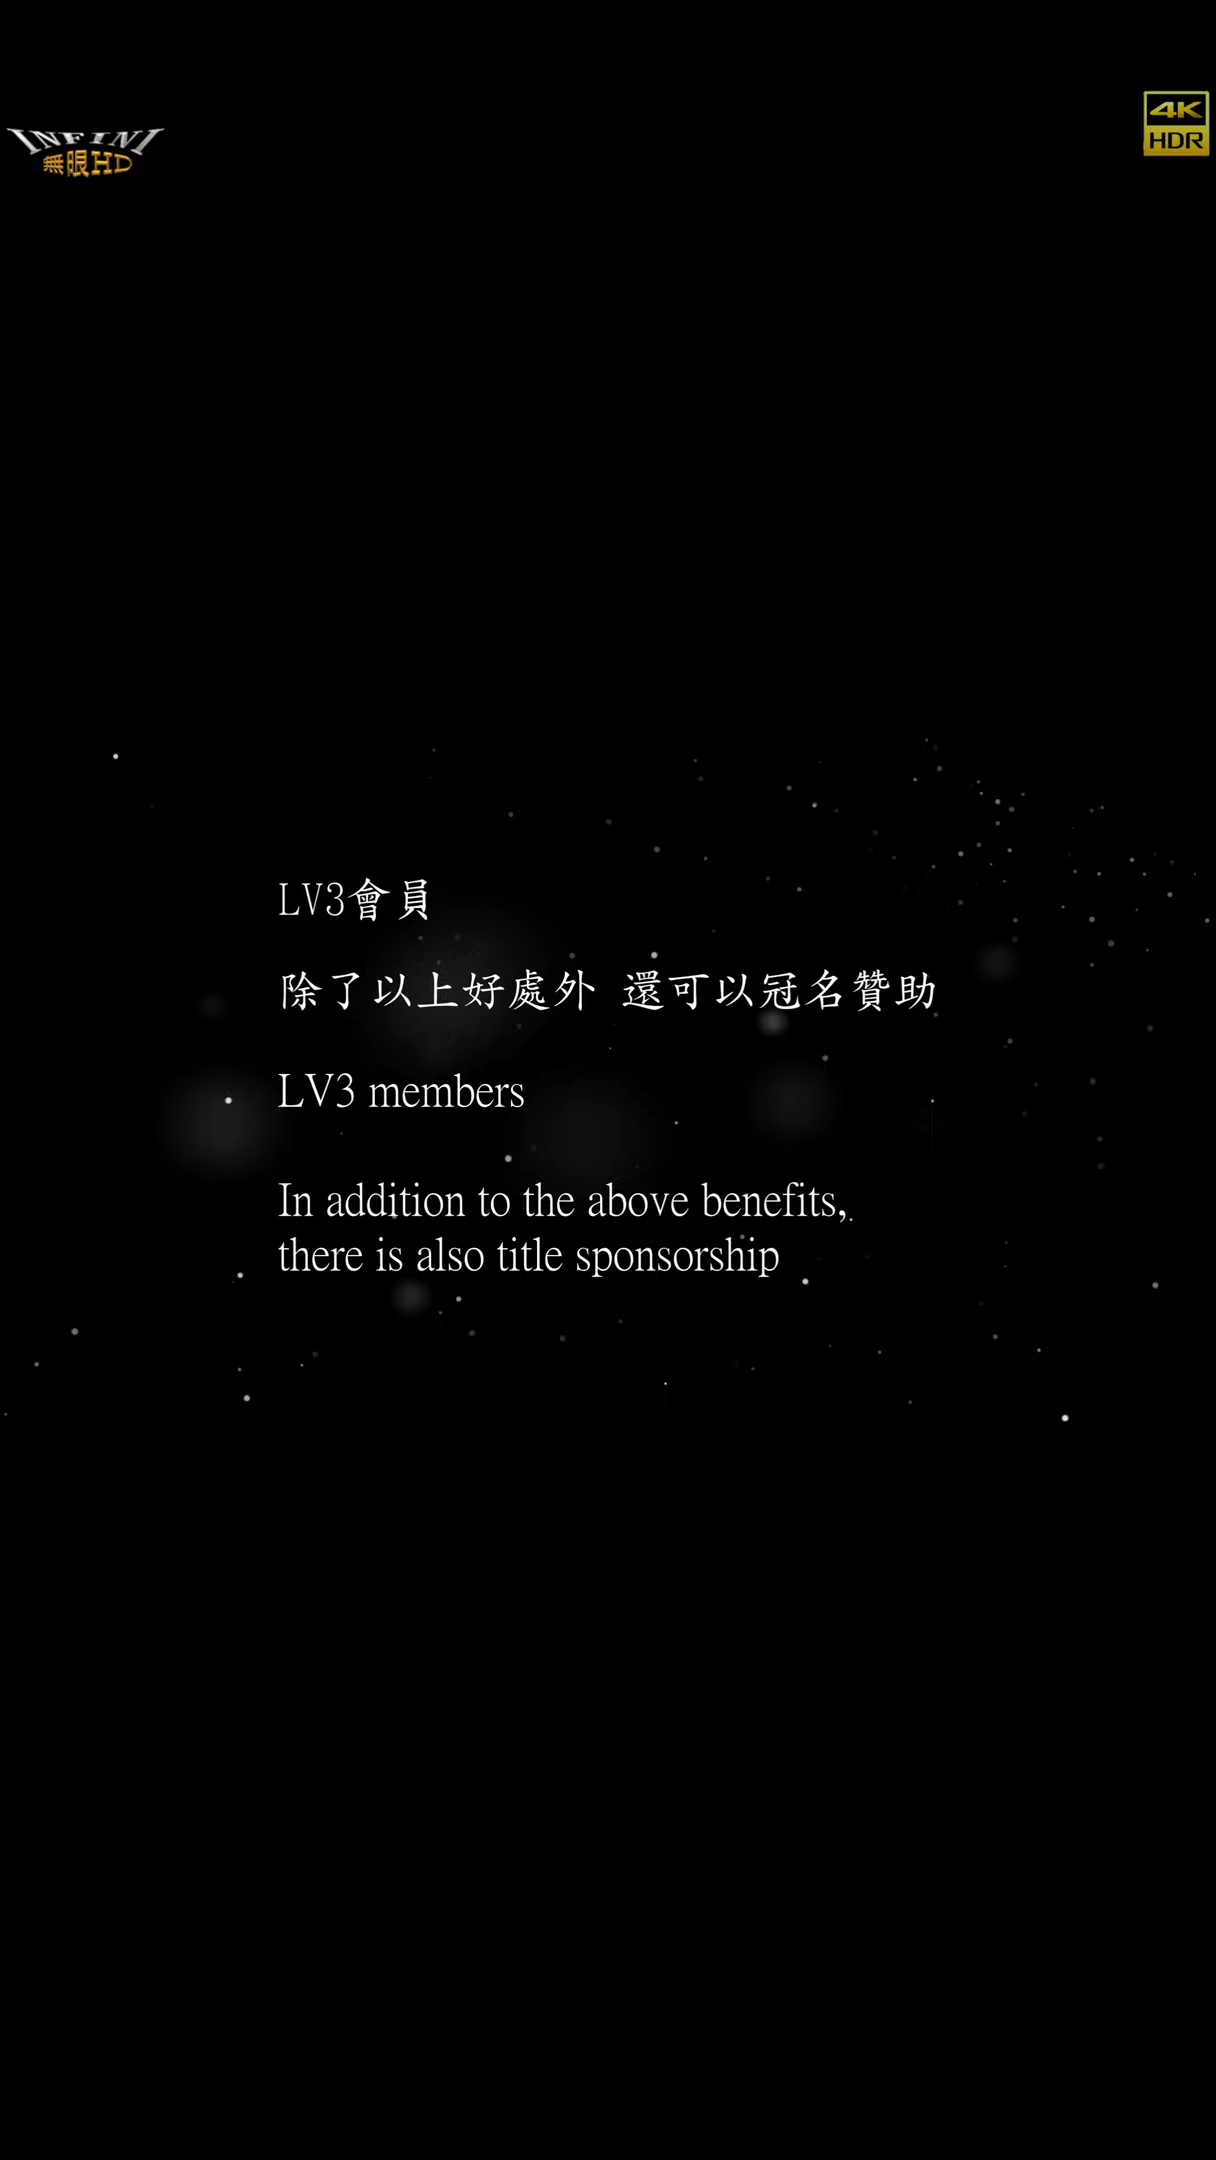 INFINI
無眼HD
4K
HDR
LV3會員
除了以上好處外 還可以冠名贊助
LV3 members
In addition to the above benefits,
there is also title sponsorship